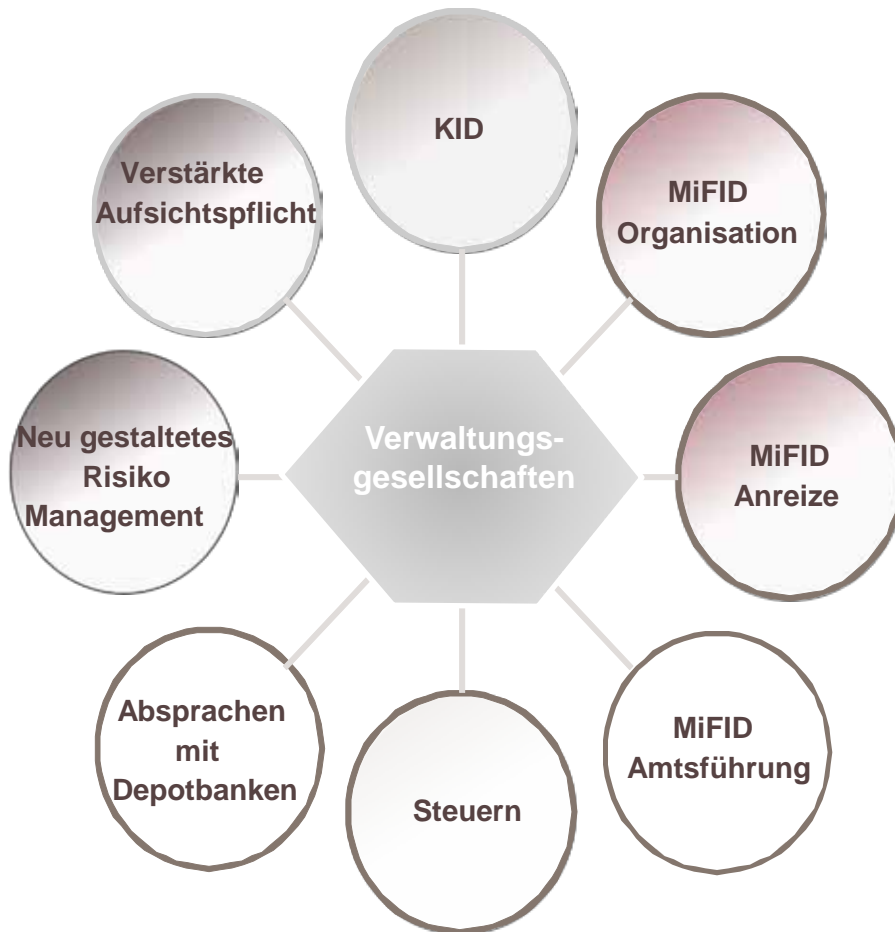 KID
Verstärkte
Aufsichtspflicht
MiFID
Organisation
Neu gestaltetes
Risiko
Management
Verwaltungs-
gesellschaften
MiFID
Anreize
Absprachen
mit
Depotbanken
Steuern
MiFID
Amtsführung